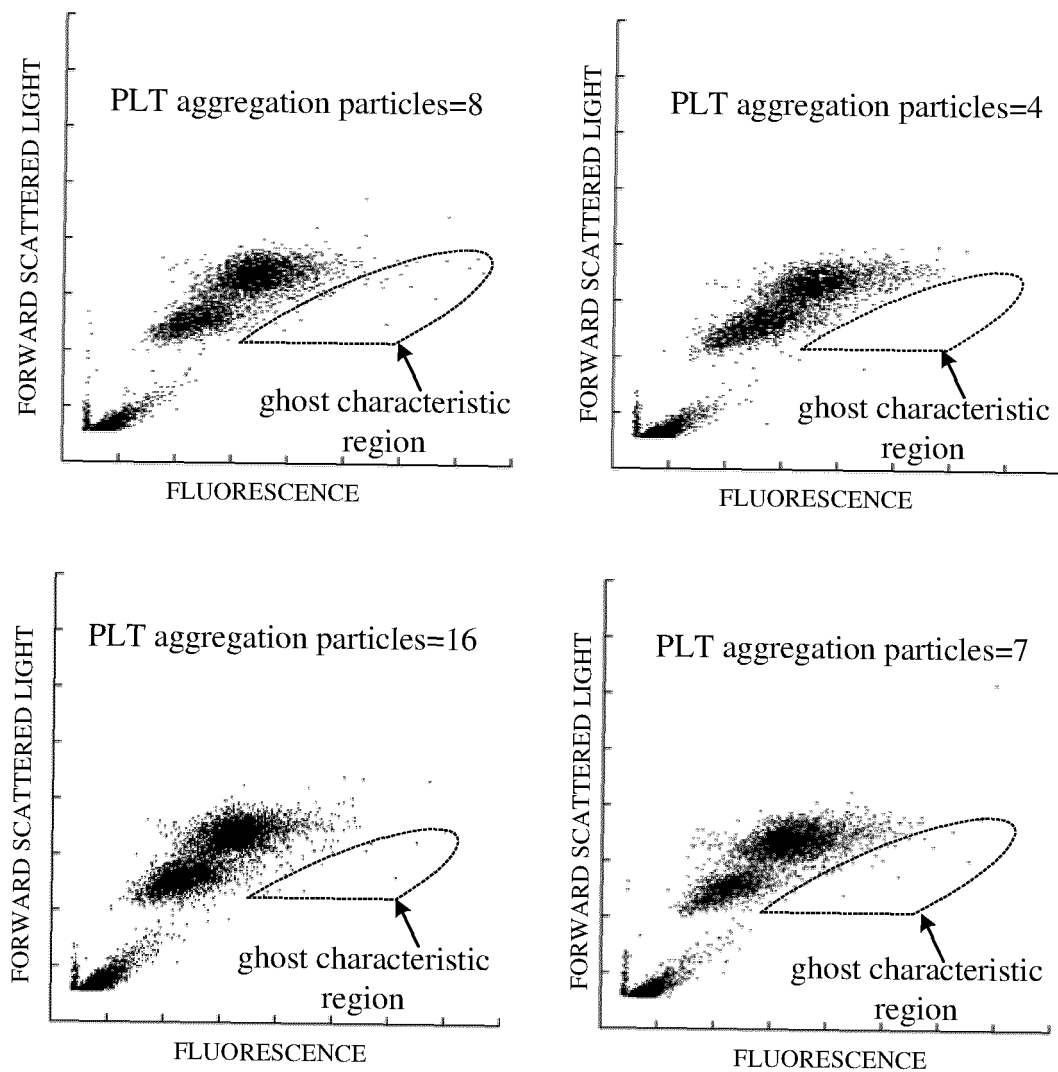 FORWARD SCATTERED LIGHT
PLT aggregation particles=8
ghost characteristic
region
FLUORESCENCE
FORWARD SCATTERED LIGHT
PLT aggregation particles=4
ghost characteristic
region
FLUORESCENCE
FORWARD SCATTERED LIGHT
PLT aggregation particles=16
ghost characteristic
region
FLUORESCENCE
FORWARD SCATTERED LIGHT
PLT aggregation particles=7
ghost characteristic
region
FLUORESCENCE